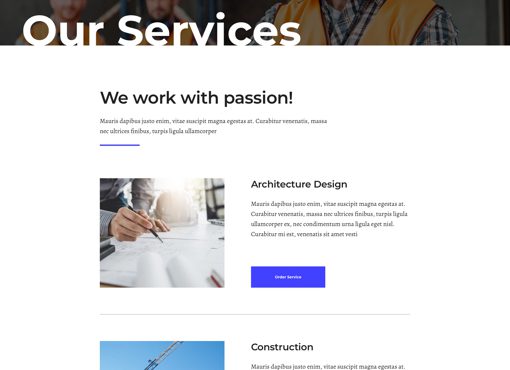 Our Services
We work with passion!
Mauris dapibus justo enim, vitae suscipit magna egestas at. Curabitur venenatis, massa
nec ultrices finibus, turpis ligula ullamcorper
Architecture Design
Mauris dapibus justo enim, vitae suscipit magna egestas at.
Curabitur venenatis, massa nec ultrices finibus, turpis ligula
ullamcorper ex, nec condimentum urna ligula eget nisl.
Curabitur mi est, venenatis sit amet vesti
Order Service
Construction
Mauris dapibus justo enim, vitae suscipit magna egestas at.